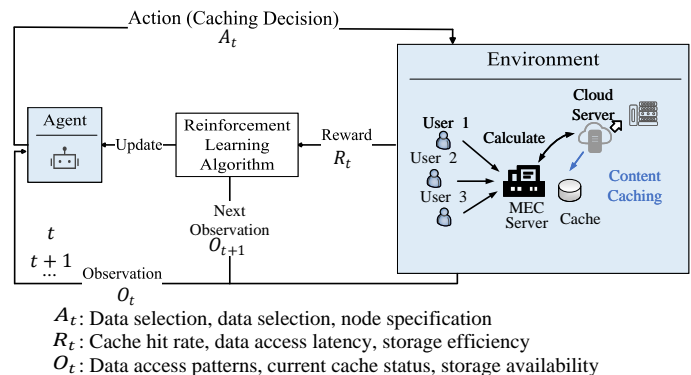 Action (Caching Decision)
A_t
Environment
Agent
Update
Reinforcement
Learning
Algorithm
Reward
R_t
User 1
User 2
User 3
Calculate
Cloud
Server
MEC
Server
Cache
Content
Caching
Next
Observation
O_{t+1}
t
t + 1
...
Observation
O_t
A_t: Data selection, data selection, node specification
R_t: Cache hit rate, data access latency, storage efficiency
O_t: Data access patterns, current cache status, storage availability